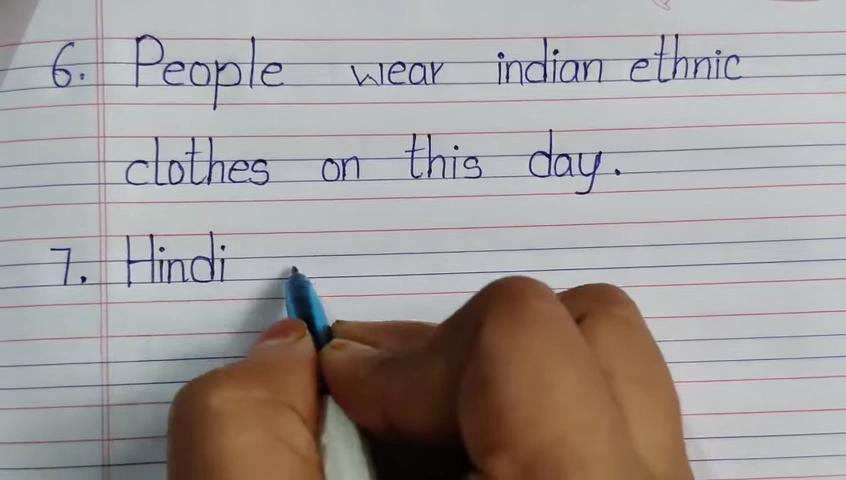 6. People wear indian ethnic
clothes on this day.
7. Hindi